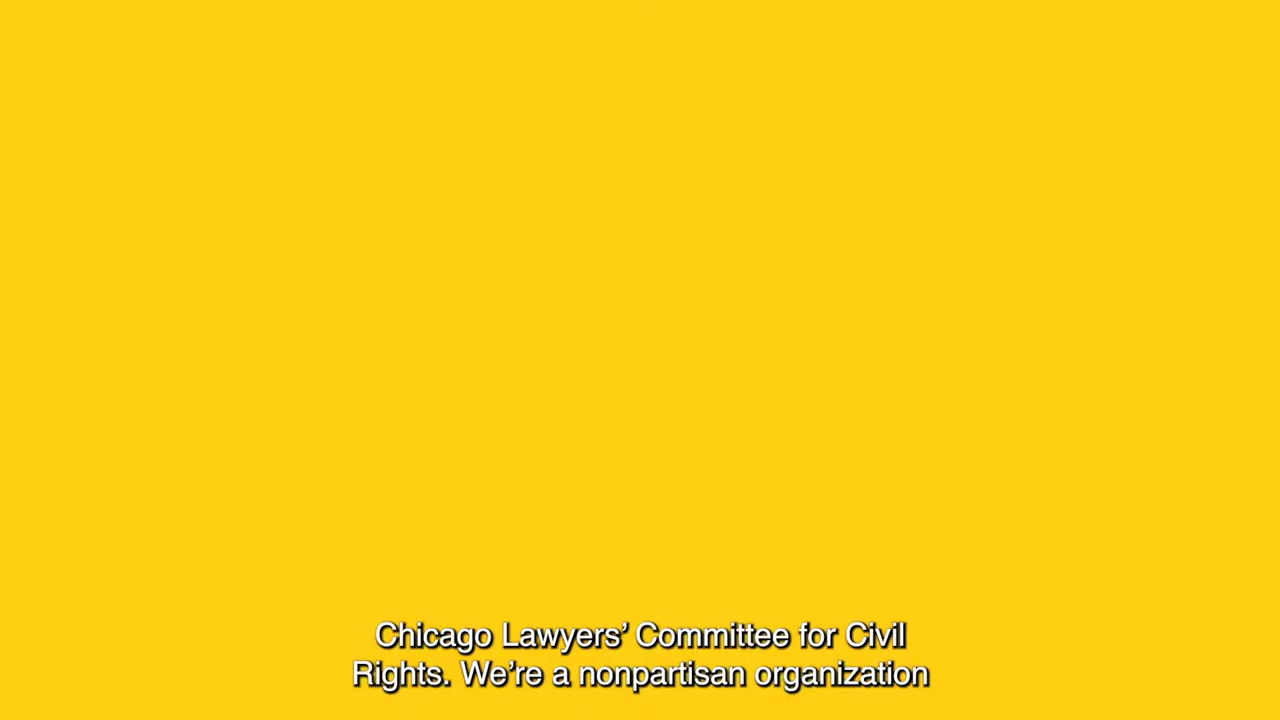 Chicago Lawyers’ Committee for Civil
Rights. We’re a nonpartisan organization